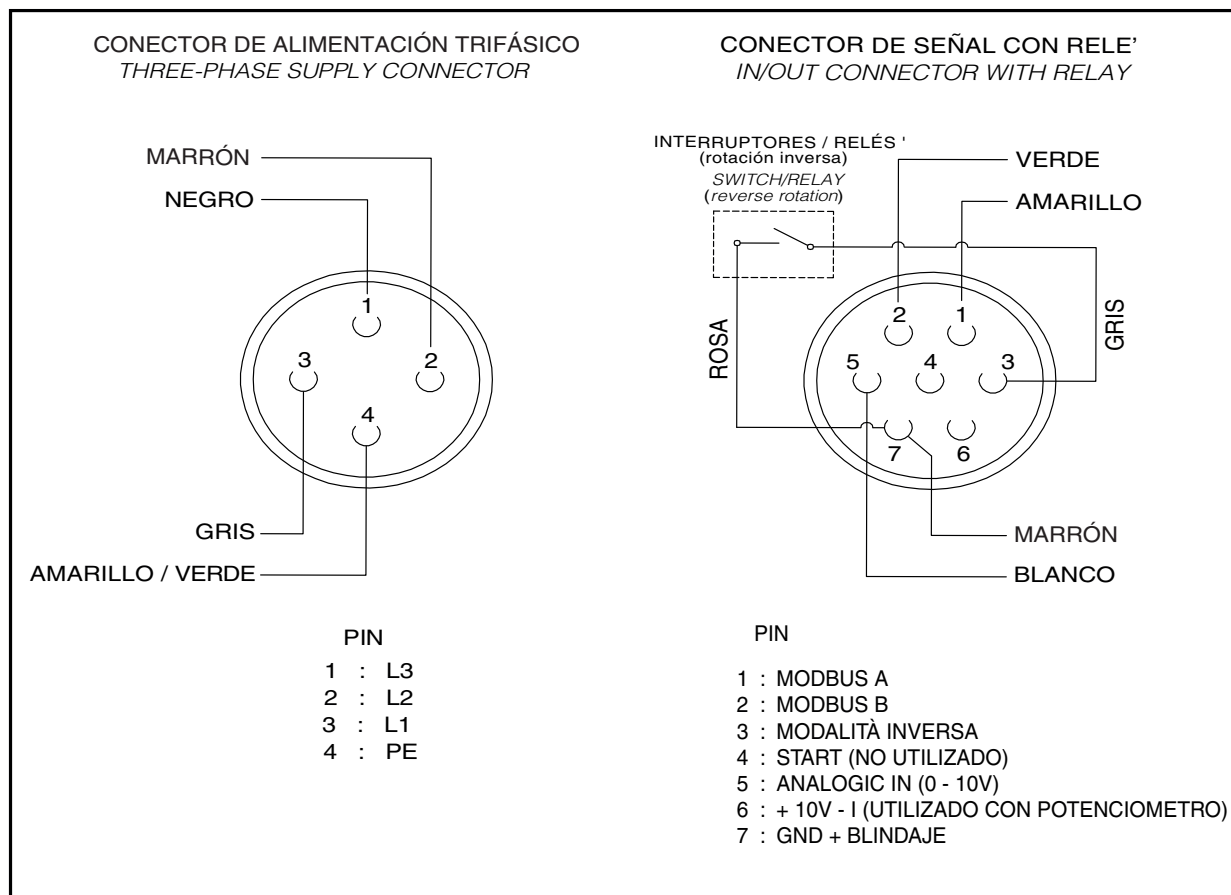 CONECTOR DE ALIMENTACIÓN TRIFÁSICO
THREE-PHASE SUPPLY CONNECTOR
MARRÓN
NEGRO
1
3
2
4
GRIS
AMARILLO / VERDE
PIN
1 : L3
2 : L2
3 : L1
4 : PE
CONECTOR DE SEÑAL CON RELE'
IN/OUT CONNECTOR WITH RELAY
INTERRUPTORES / RELÉS '
(rotación inversa)
SWITCH/RELAY
(reverse rotation)
VERDE
AMARILLO
ROSA
GRIS
2
1
5
4
3
7
6
MARRÓN
BLANCO
PIN
1 : MODBUS A
2 : MODBUS B
3 : MODALITÀ INVERSA
4 : START (NO UTILIZADO)
5 : ANALOGIC IN (0 - 10V)
6 : + 10V - I (UTILIZADO CON POTENCIOMETRO)
7 : GND + BLINDAJE